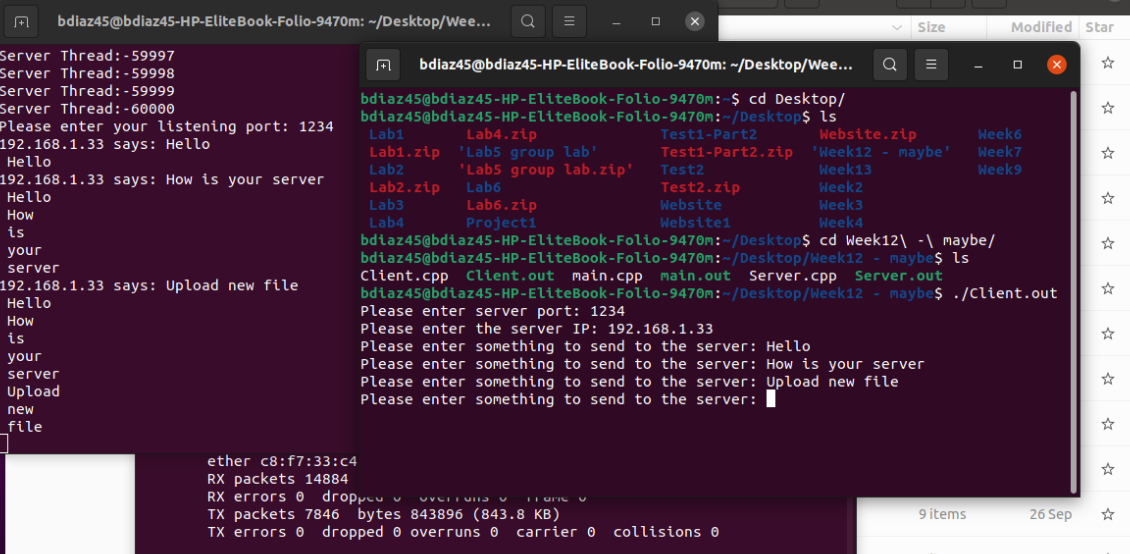 bdiaz45@bdiaz45-HP-EliteBook-Folio-9470m: ~/Desktop/Wee...
Server Thread:-59997
Server Thread:-59998
Server Thread:-59999
Server Thread:-60000
Please enter your listening port: 1234
192.168.1.33 says: Hello
Hello
192.168.1.33 says: How is your server
Hello
How
is
your
server
192.168.1.33 says: Upload new file
Hello
How
is
your
server
Upload
new
file
Size Modified Star
bdiaz45@bdiaz45-HP-EliteBook-Folio-9470m: ~/Desktop/Wee...
bdiaz45@bdiaz45-HP-EliteBook-Folio-9470m:~$ cd Desktop/
bdiaz45@bdiaz45-HP-EliteBook-Folio-9470m:~/Desktop$ ls
Lab1 Lab4.zip Test1-Part2 Website.zip Week6
Lab1.zip 'Lab5 group lab' Test1-Part2.zip 'Week12 - maybe' Week7
Lab2 'Lab5 group lab.zip' Test2 Week13 Week9
Lab2.zip Lab6 Test2.zip Week2
Lab3 Lab6.zip Website Week3
Lab4 Project1 Website1 Week4
bdiaz45@bdiaz45-HP-EliteBook-Folio-9470m:~/Desktop$ cd Week12\ -\ maybe/
bdiaz45@bdiaz45-HP-EliteBook-Folio-9470m:~/Desktop/Week12 - maybe$ ls
Client.cpp Client.out main.cpp main.out Server.cpp Server.out
bdiaz45@bdiaz45-HP-EliteBook-Folio-9470m:~/Desktop/Week12 - maybe$ ./Client.out
Please enter server port: 1234
Please enter the server IP: 192.168.1.33
Please enter something to send to the server: Hello
Please enter something to send to the server: How is your server
Please enter something to send to the server: Upload new file
Please enter something to send to the server:
ether c8:f7:33:c4
RX packets 14884
RX errors 0 dropped 0 overruns 0 frame 0
TX packets 7846 bytes 843896 (843.8 KB)
TX errors 0 dropped 0 overruns 0 carrier 0 collisions 0
9 items 26 Sep